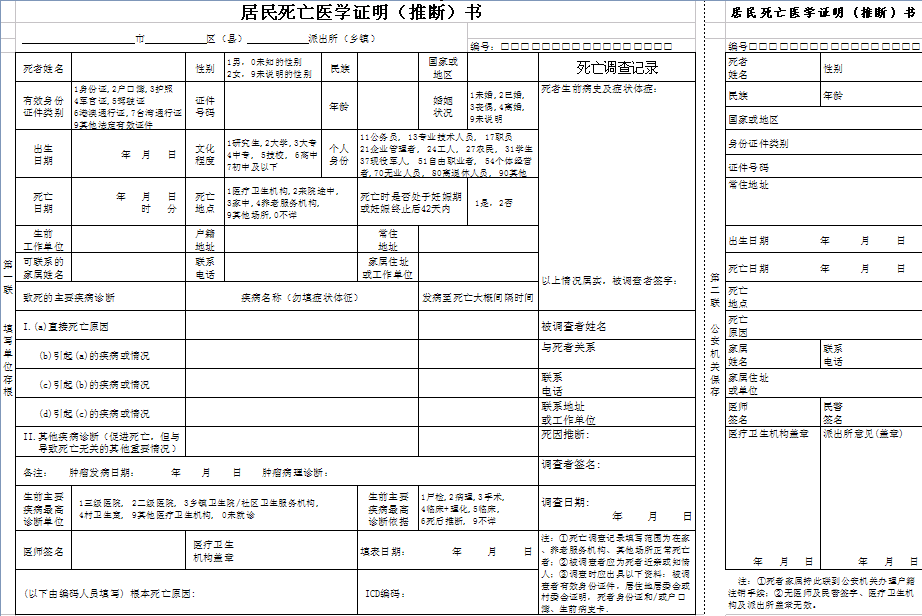 居民死亡医学证明（推断）书
市 区（县） 派出所（乡镇）
编号：□□□□□□□□□□□□□□□□□
死者姓名
性别
1男，0未知的性别
2女，9未说明的性别
民族
国家或
地区
死亡调查记录
有效身份
证件类别
1身份证,2户口簿,3护照
4军官证,5驾驶证
6港澳通行证,7台湾通行证
9其他法定有效证件
证件
号码
年龄
婚姻
状况
1未婚,2已婚,
3丧偶,4离婚,
9未说明
死者生前病史及症状体症：
出生
日期
年 月 日
文化
程度
1研究生,2大学,3大专
4中专，5技校，6高中
7初中及以下
个人
身份
11公务员， 13专业技术人员， 17职员
21企业管理者， 24工人， 27农民， 31学生
37现役军人， 51自由职业者， 54个体经营
者,70无业人员， 80离退休人员， 90其他
死亡
日期
年 月 日
时 分
死亡
地点
1医疗卫生机构,2来院途中，
3家中,4养老服务机构，
9其他场所,0不详
死亡时是否处于妊娠期
或妊娠终止后42天内
1是，2否
生前
工作单位
户籍
地址
常住
地址
可联系的
家属姓名
联系
电话
家属住址
或工作单位
以上情况属实，被调查者签字：
致死的主要疾病诊断
疾病名称（勿填症状体征）
发病至死亡大概间隔时间
I.(a)直接死亡原因
被调查者姓名
(b)引起(a)的疾病或情况
与死者关系
(c)引起(b)的疾病或情况
联系
电话
(d)引起(c)的疾病或情况
联系地址
或工作单位
II.其他疾病诊断（促进死亡，但与
导致死亡无关的其他重要情况）
死因推断：
备注： 肿瘤发病日期： 年 月 日 肿瘤病理诊断：
调查者签名：
生前主要
疾病最高
诊断单位
1三级医院， 2二级医院， 3乡镇卫生院/社区卫生服务机构，
4村卫生室， 9其他医疗卫生机构， 0未就诊
生前主要
疾病最高
诊断依据
1尸检,2病理,3手术，
4临床+理化,5临床，
6死后推断， 9不详
调查日期：
年 月 日
医师签名
医疗卫生
机构盖章
填表日期： 年 月 日
（以下由编码人员填写）根本死亡原因：
ICD编码：
注：①死亡调查记录填写范围为在家
、养老服务机构、其他场所正常死亡
者；②被调查者应为死者近亲或知情
人；③调查时应出具以下资料：被调
查者有效身份证件，居住地居委会或
村委会证明，死者身份证和/或户口
簿、生前病史卡.
第一联 填写单位存根
居民死亡医学证明（推断）书
编号□□□□□□□□□□□□□□□□□
死者
姓名
性别
民族
年龄
国家或地区
身份证件类别
证件号码
常住地址
出生日期 年 月 日
死亡日期 年 月 日
死亡
地点
死亡
原因
家属
姓名
联系
电话
家属住址
或单位
医师
签名
民警
签名
医疗卫生机构盖章
派出所意见(盖章)
年 月 日
年 月 日
注：①死者家属持此联到公安机关办理户籍
注销手续；②无医师及民警签字、医疗卫生机
构及派出所盖章无效。
第二联 公安机关保存